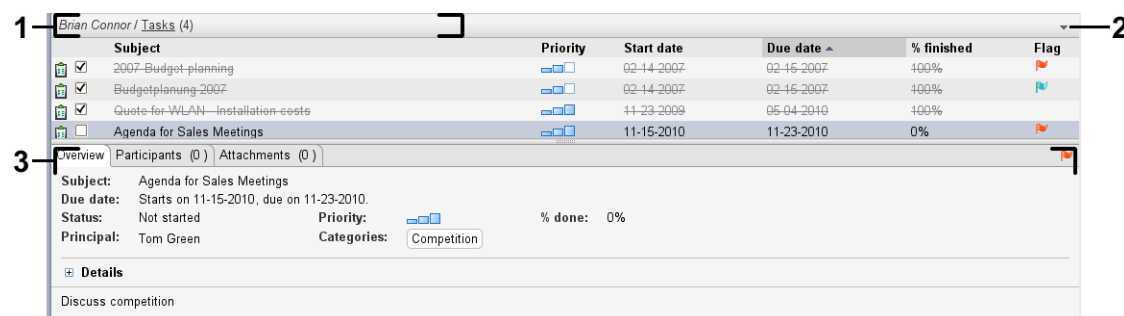 1 Brian Connor / Tasks (4) 2
Subject Priority Start date Due date % finished Flag
2007 Budget planning 02-14-2007 02-15-2007 100%
Budgetplanung 2007 02-14-2007 02-15-2007 100%
Quote for WLAN - Installation costs 11-23-2009 05-04-2010 100%
Agenda for Sales Meetings 11-15-2010 11-23-2010 0%
3 Overview Participants (0) Attachments (0)
Subject: Agenda for Sales Meetings
Due date: Starts on 11-15-2010, due on 11-23-2010.
Status: Not started Priority: % done: 0%
Principal: Tom Green Categories: Competition
Details
Discuss competition